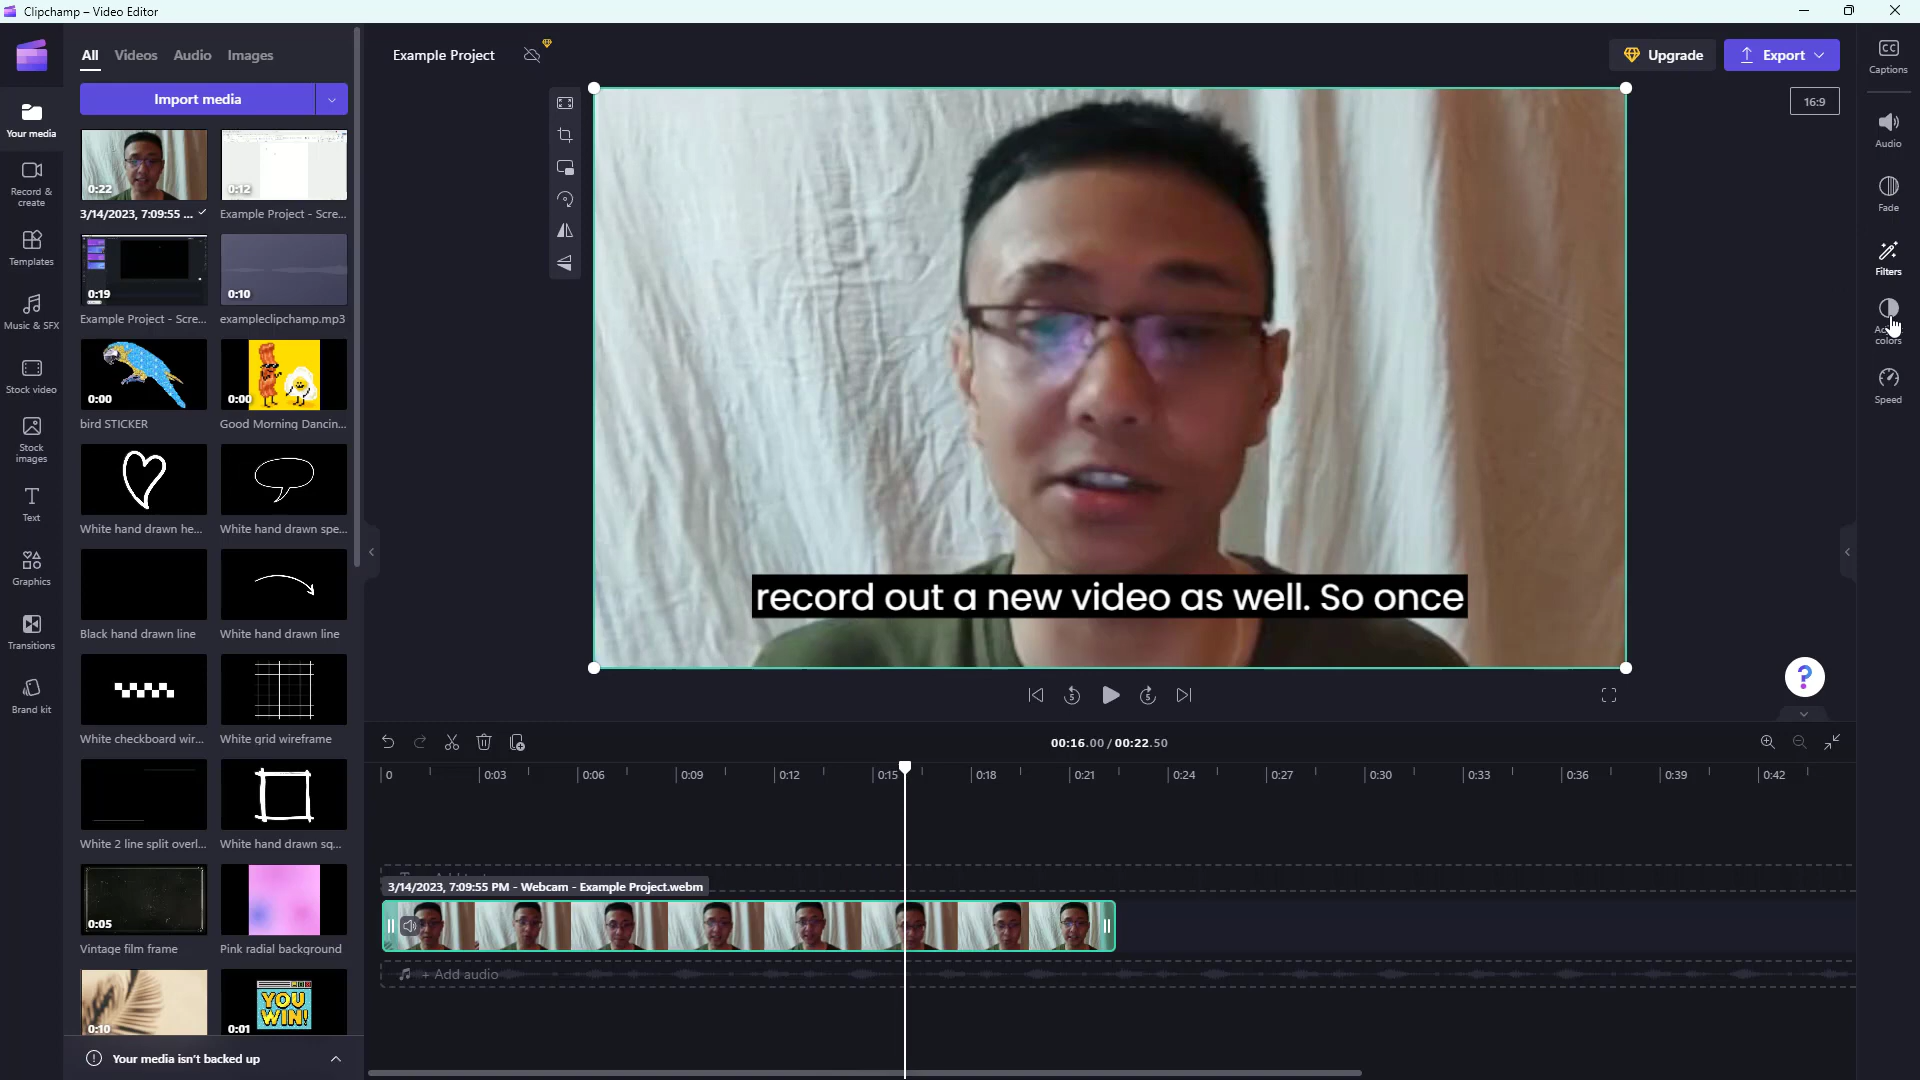 Clipchamp – Video Editor
All Videos Audio Images
Import media
Your media
Record &
create
Templates
Music & SFX
Stock video
Stock
images
Text
Graphics
Transitions
Brand kit
0:22
3/14/2023, 7:09:55 ...
0:12
Example Project - Scre...
0:19
Example Project - Scre...
0:10
exampleclipchamp.mp3
0:00
bird STICKER
0:00
Good Morning Dancin...
White hand drawn he...
White hand drawn spe...
Black hand drawn line
White hand drawn line
White checkboard wir...
White grid wireframe
White 2 line split overl...
White hand drawn sq...
0:05
Vintage film frame
Pink radial background
0:10
YOU
WIN!
0:01
Your media isn't backed up
Example Project
Upgrade
Export
16:9
record out a new video as well. So once
5
5
?
00:16.00 / 00:22.50
0 0:03 0:06 0:09 0:12 0:15 0:18 0:21 0:24 0:27 0:30 0:33 0:36 0:39 0:42
3/14/2023, 7:09:55 PM - Webcam - Example Project.webm
+ Add audio
CC
Captions
Audio
Fade
Filters
colors
Speed